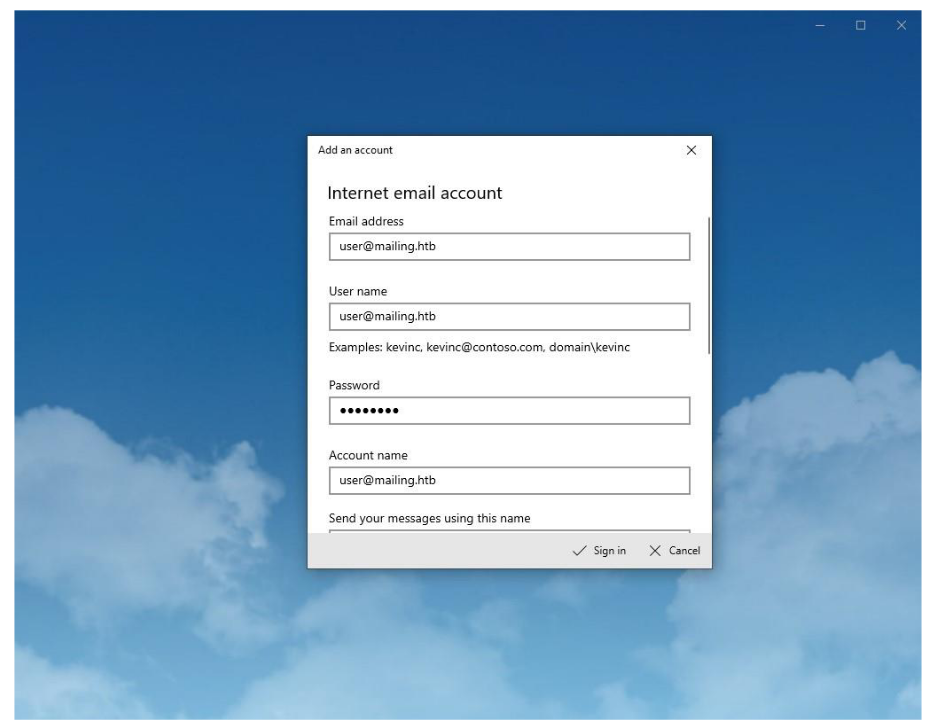 Add an account
Internet email account
Email address
user@mailing.htb
User name
user@mailing.htb
Examples: kevinc, kevinc@contoso.com, domain\kevinc
Password
●●●●●●●●
Account name
user@mailing.htb
Send your messages using this name
Sign in Cancel